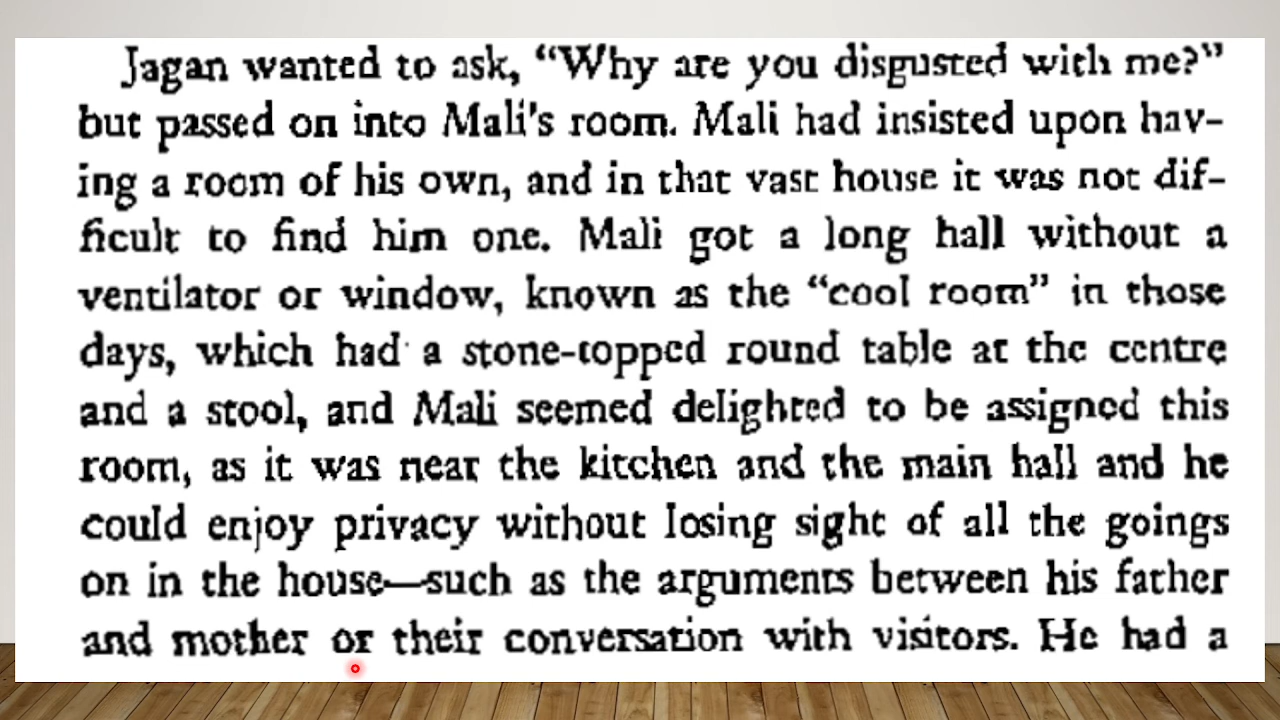 Jagan wanted to ask, “Why are you disgusted with me?”
but passed on into Mali's room. Mali had insisted upon hav-
ing a room of his own, and in that vast house it was not dif-
ficult to find him one. Mali got a long hall without a
ventilator or window, known as the “cool room” in those
days, which had a stone-topped round table at the centre
and a stool, and Mali seemed delighted to be assigned this
room, as it was near the kitchen and the main hall and he
could enjoy privacy without losing sight of all the goings
on in the house—such as the arguments between his father
and mother or their conversation with visitors. He had a